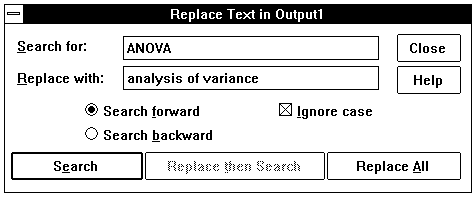 Replace Text in Output1
Search for: ANOVA Close
Replace with: analysis of variance Help
Search forward Ignore case
Search backward
Search Replace then Search Replace All